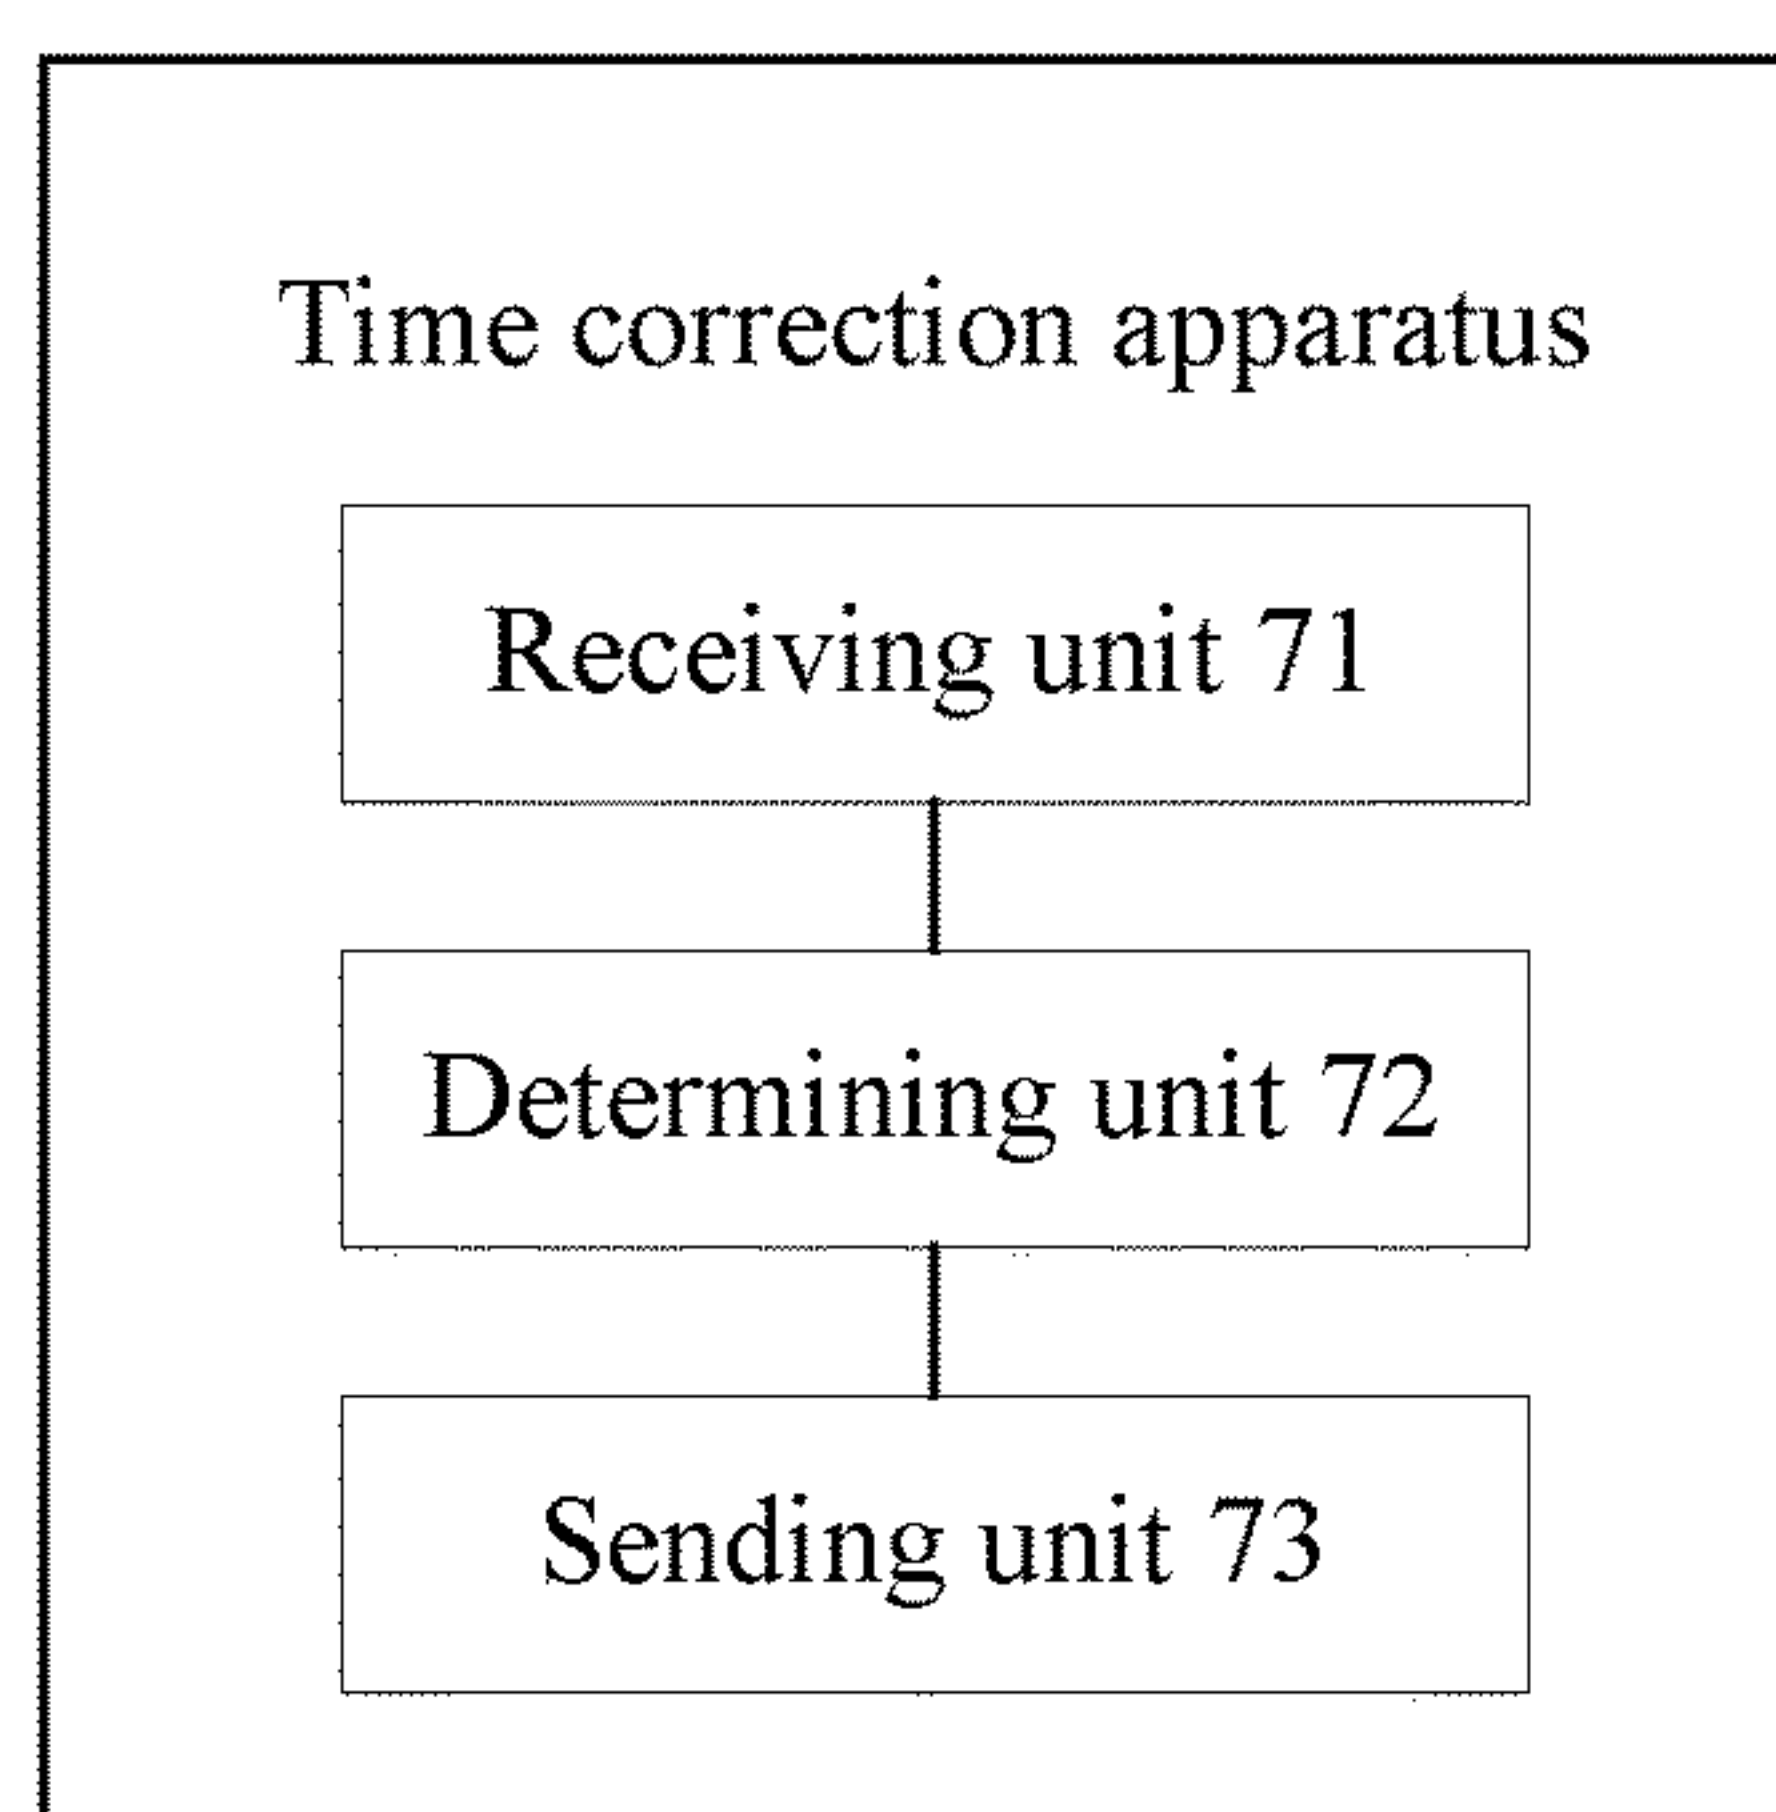 Time correction apparatus
Receiving unit 71
Determining unit 72
Sending unit 73